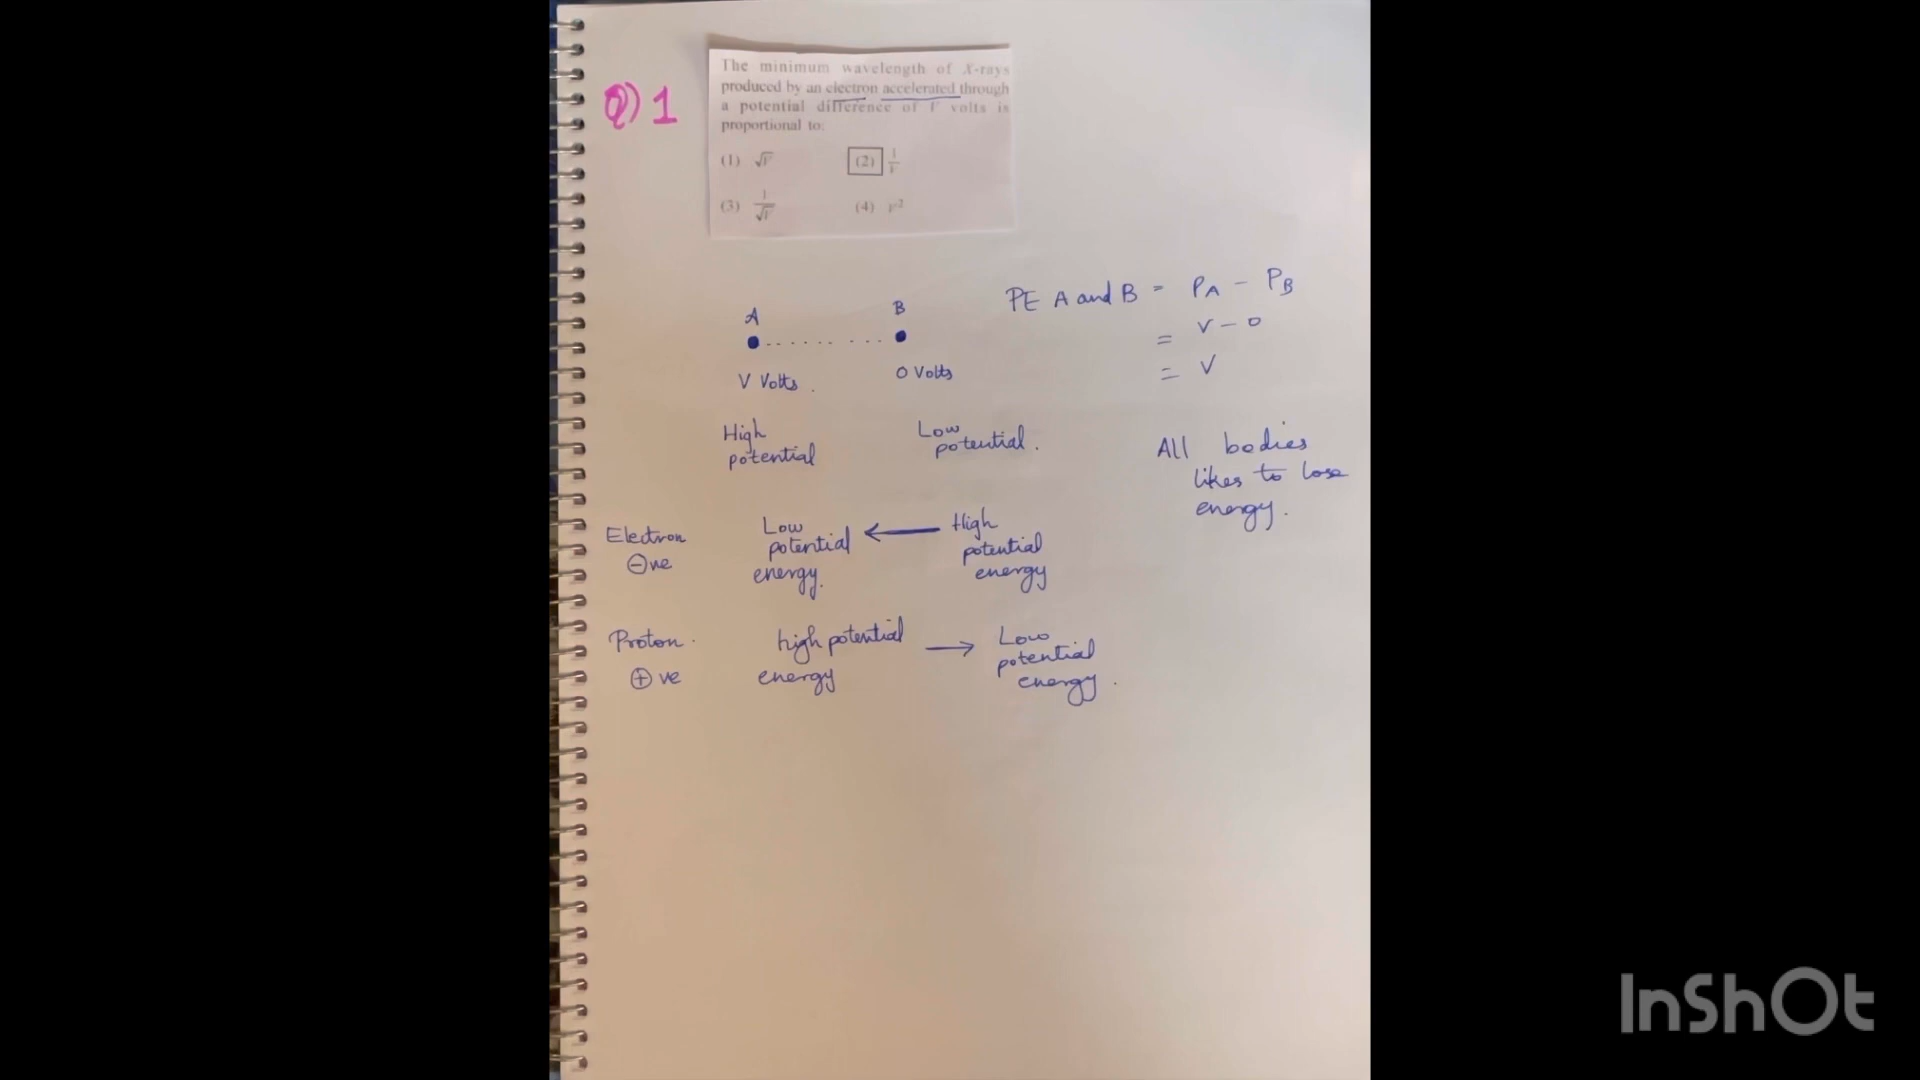 Q) 1
The minimum wavelength of X-rays
produced by an electron accelerated through
a potential difference of V volts is
proportional to:
(1) √V (2) 1/V
(3) 1/√V (4) V²
A B
V Volts . 0 Volts
High potential
Low potential .
PE A and B = PA - PB
= V - 0
= V
All bodies
likes to lose
energy .
Electron
⊖ve
Low
potential
energy.
←
High
potential
energy
Proton .
⊕ ve
high potential
energy
→
Low
potential
energy .
InShOt